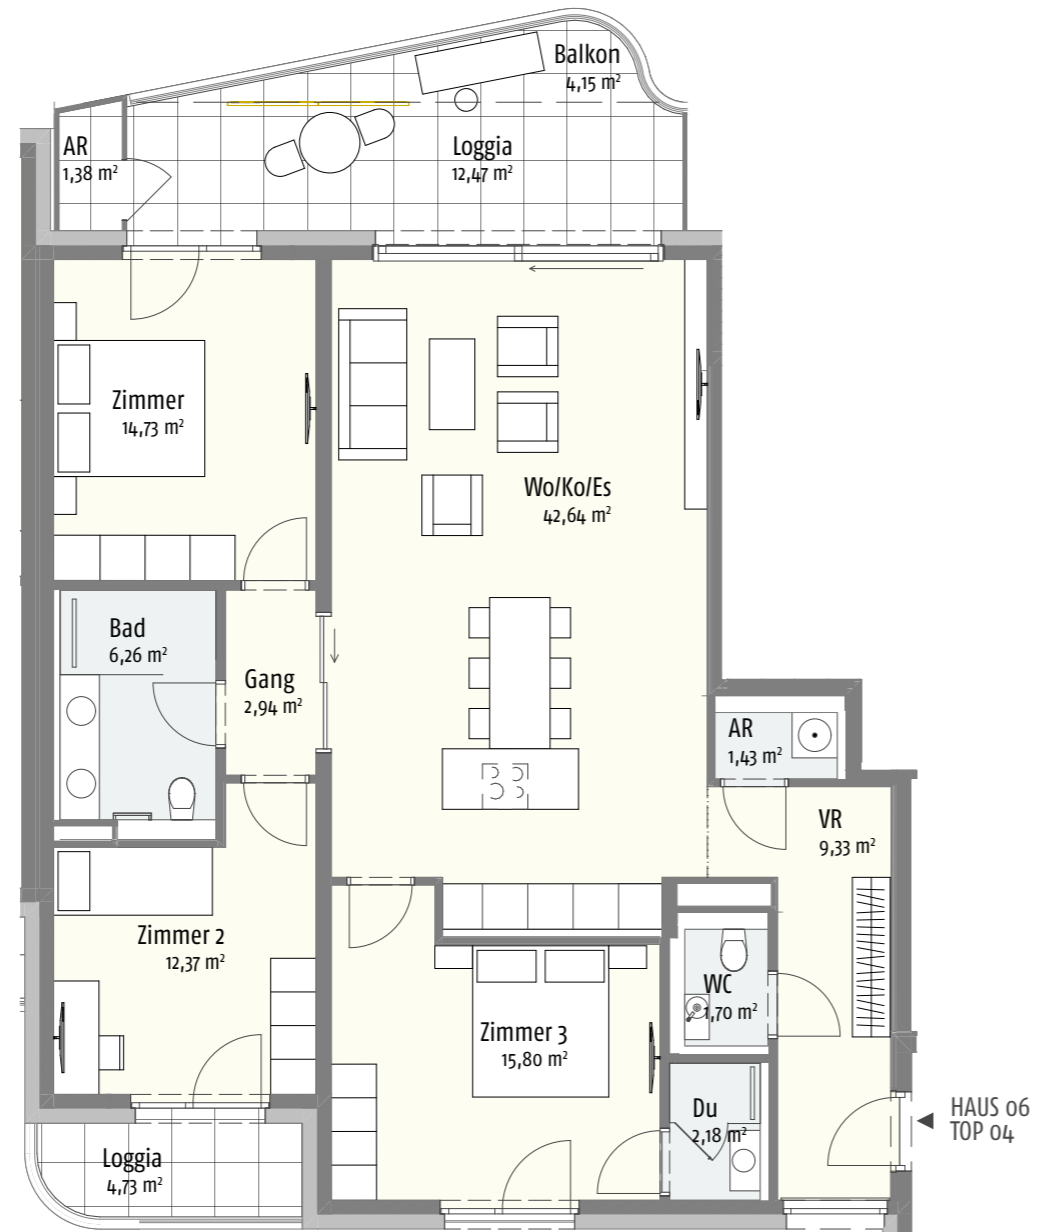 Balkon
4,15 m²
AR
1,38 m²
Loggia
12,47 m²
Zimmer
14,73 m²
Wo/Ko/Es
42,64 m²
Bad
6,26 m²
Gang
2,94 m²
AR
1,43 m²
VR
9,33 m²
Zimmer 2
12,37 m²
WC
1,70 m²
Zimmer 3
15,80 m²
Du
2,18 m²
HAUS 06
TOP 04
Loggia
4,73 m²